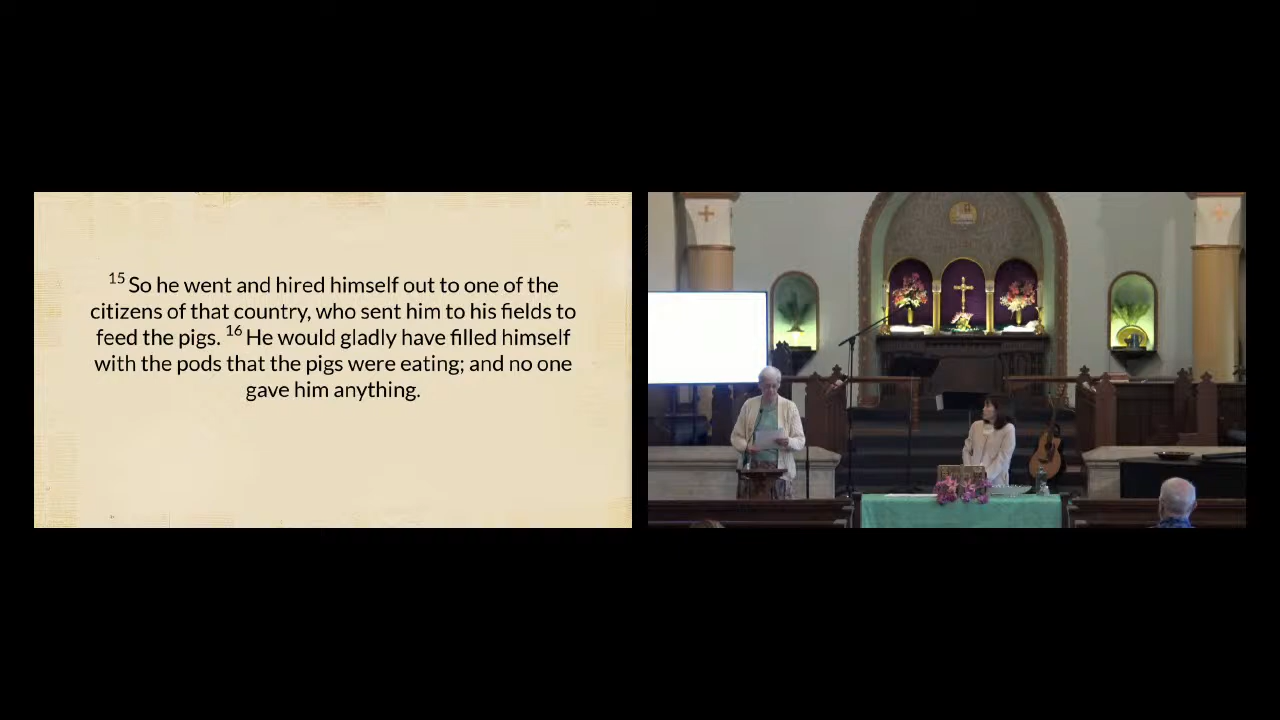 15 So he went and hired himself out to one of the
citizens of that country, who sent him to his fields to
feed the pigs. 16 He would gladly have filled himself
with the pods that the pigs were eating; and no one
gave him anything.